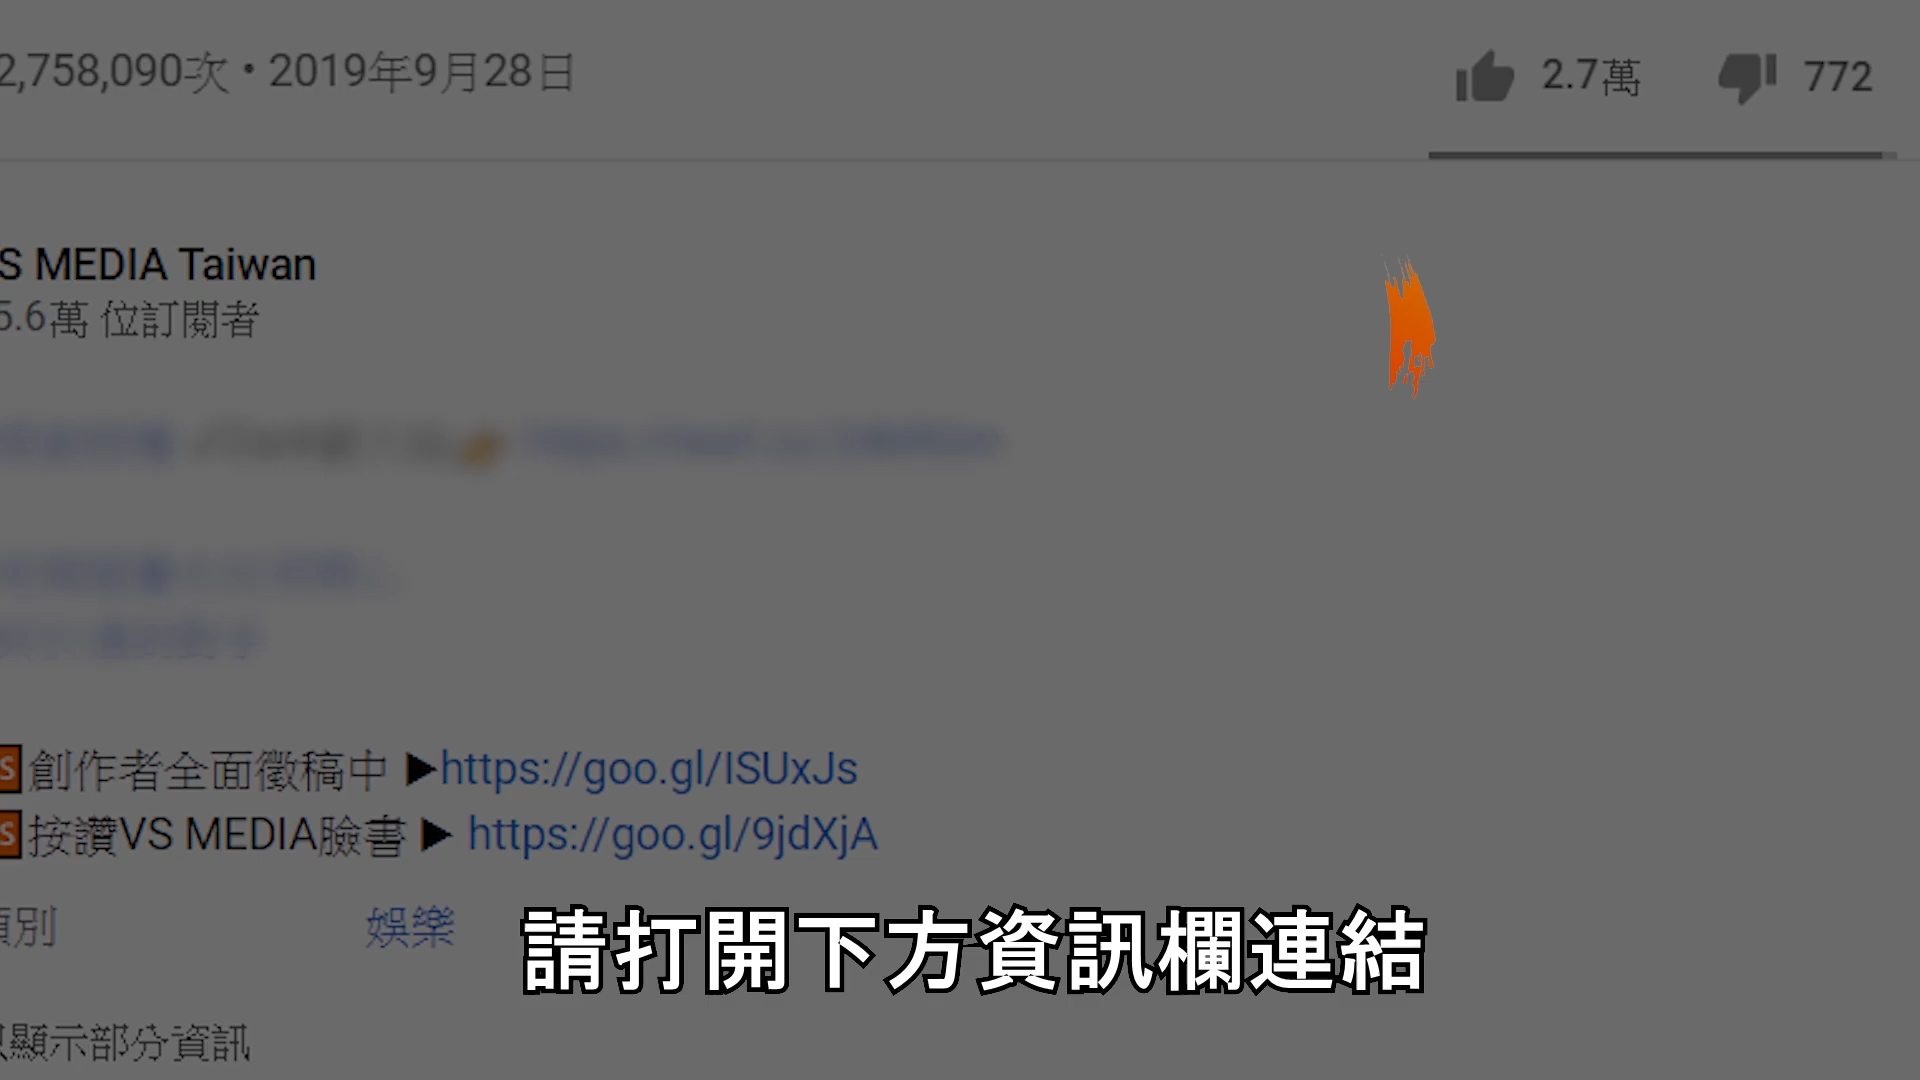 2,758,090次 • 2019年9月28日
2.7萬
772
S MEDIA Taiwan
5.6萬 位訂閱者
S創作者全面徵稿中 ▶https://goo.gl/ISUxJs
S按讚VS MEDIA臉書 ▶ https://goo.gl/9jdXjA
類別 娛樂
請打開下方資訊欄連結
只顯示部分資訊